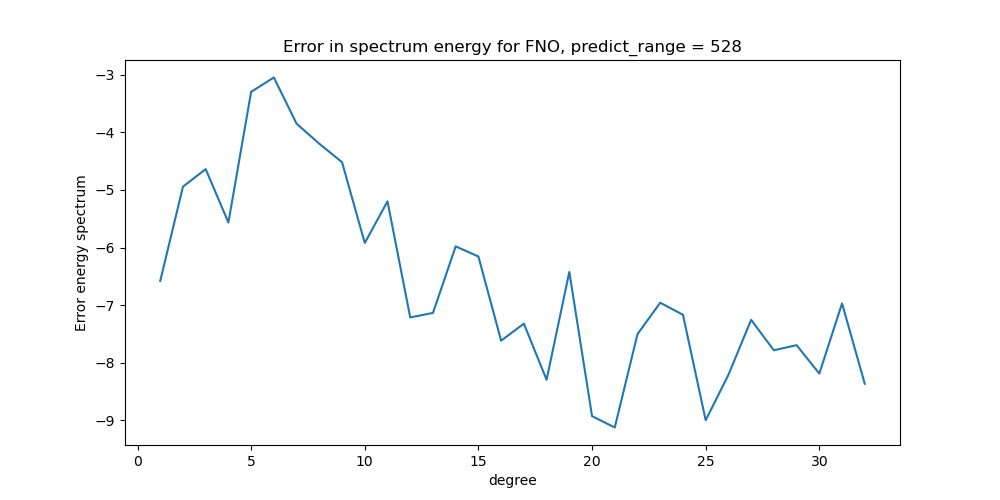 Error in spectrum energy for FNO, predict_range = 528
−3
−4
−5
−6
−7
−8
−9
Error energy spectrum
0 5 10 15 20 25 30
degree